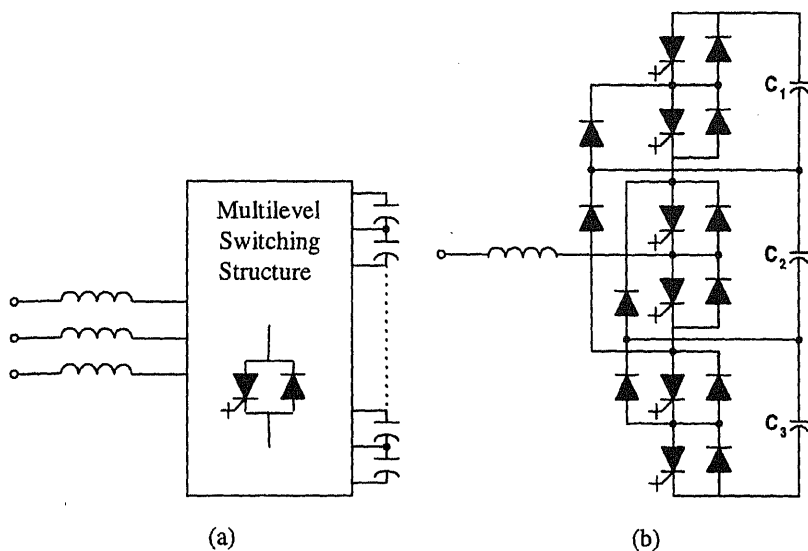 Multilevel
Switching
Structure
C1
C2
C3
(a)
(b)